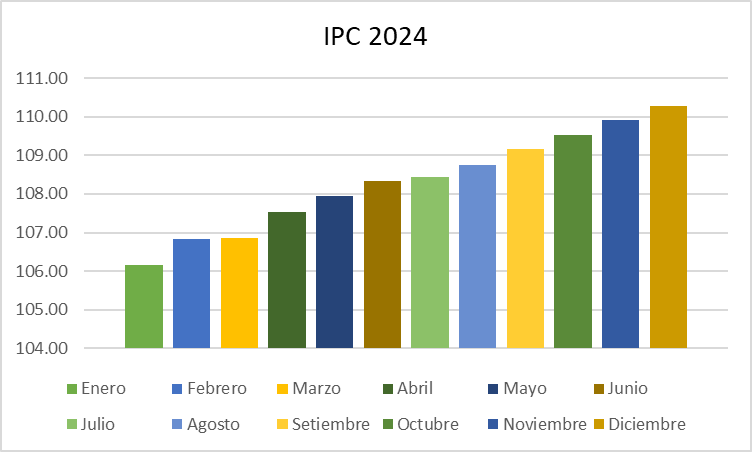 IPC 2024
111.00
110.00
109.00
108.00
107.00
106.00
105.00
104.00
Enero Febrero Marzo Abril Mayo Junio
Julio Agosto Setiembre Octubre Noviembre Diciembre